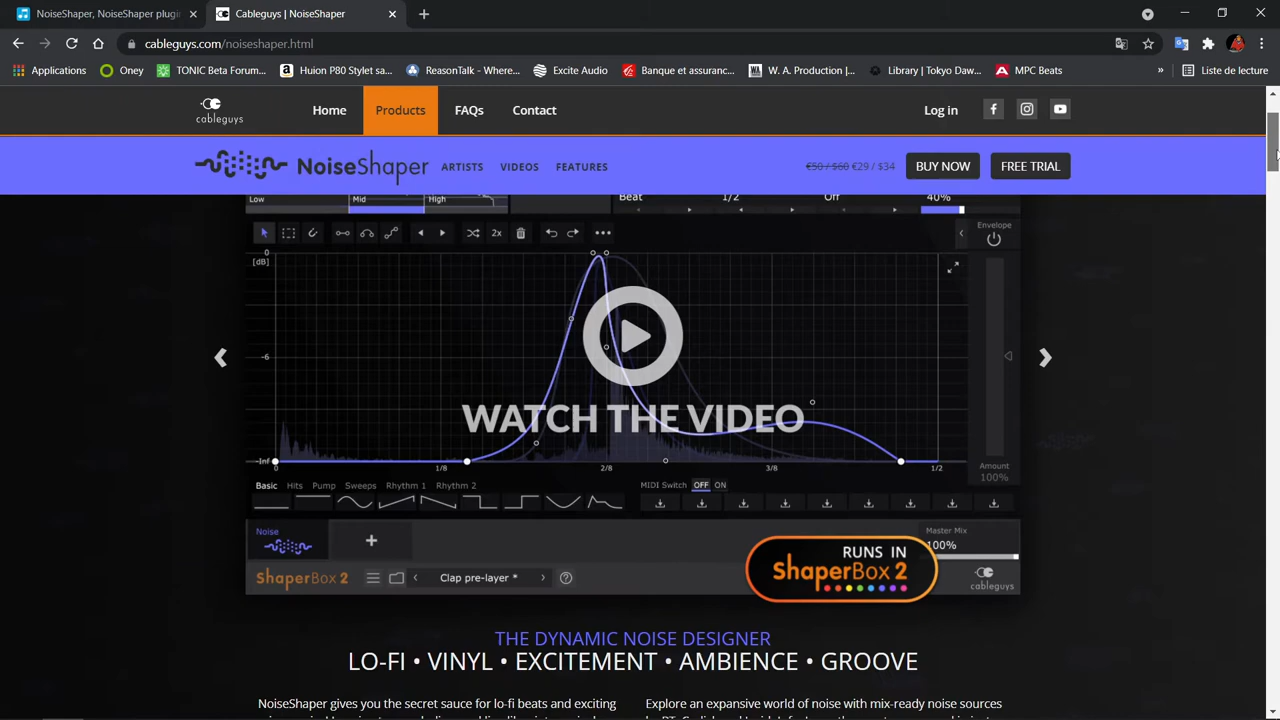 NoiseShaper, NoiseShaper plugin
Cableguys | NoiseShaper
cableguys.com/noiseshaper.html
Applications
Oney
TONIC Beta Forum...
Huion P80 Stylet sa...
ReasonTalk - Where...
Excite Audio
Banque et assuranc...
W. A. Production |...
Library | Tokyo Daw...
MPC Beats
»
Liste de lecture
cableguys
Home
Products
FAQs
Contact
Log in
NoiseShaper
ARTISTS
VIDEOS
FEATURES
€50 / $60 €29 / $34
BUY NOW
FREE TRIAL
Low
Mid
High
Beat
1/2
Off
40%
2x
Envelope
0
[dB]
-6
-Inf
1/8
2/8
3/8
1/2
WATCH THE VIDEO
Amount
100%
Basic
Hits
Pump
Sweeps
Rhythm 1
Rhythm 2
MIDI Switch
OFF
ON
Noise
+
Master Mix
100%
RUNS IN
ShaperBox 2
ShaperBox 2
Clap pre-layer *
cableguys
THE DYNAMIC NOISE DESIGNER
LO-FI • VINYL • EXCITEMENT • AMBIENCE • GROOVE
NoiseShaper gives you the secret sauce for lo-fi beats and exciting
Explore an expansive world of noise with mix-ready noise sources